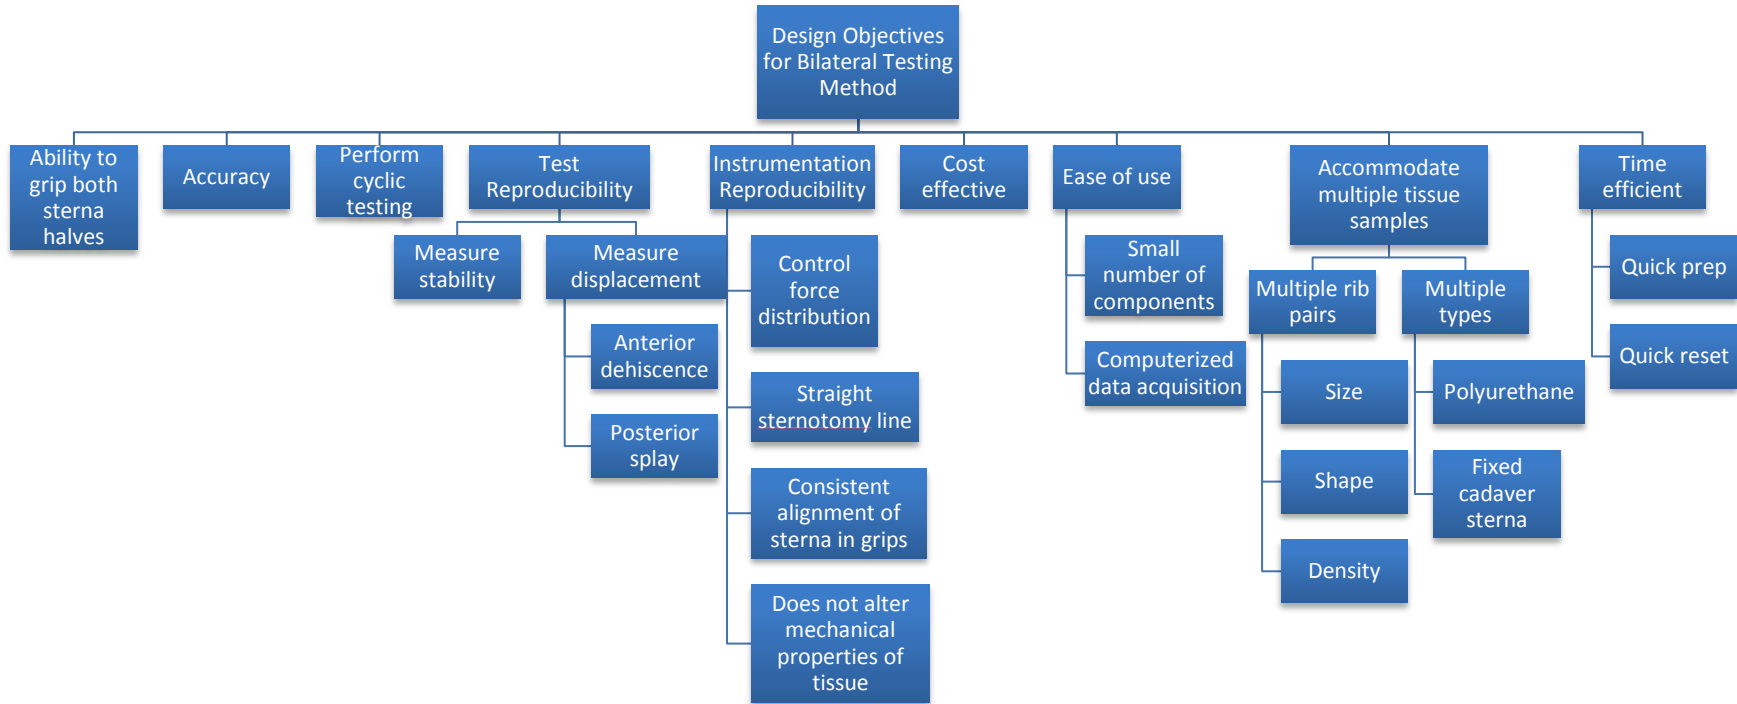 Design Objectives
for Bilateral Testing
Method
Ability to
grip both
sterna
halves
Accuracy
Perform
cyclic
testing
Test
Reproducibility
Measure
stability
Measure
displacement
Anterior
dehiscence
Posterior
splay
Instrumentation
Reproducibility
Control
force
distribution
Straight
sternotomy line
Consistent
alignment of
sterna in grips
Does not alter
mechanical
properties of
tissue
Cost
effective
Ease of use
Small
number of
components
Computerized
data acquisition
Accommodate
multiple tissue
samples
Multiple rib
pairs
Size
Shape
Density
Multiple
types
Polyurethane
Fixed
cadaver
sterna
Time
efficient
Quick prep
Quick reset